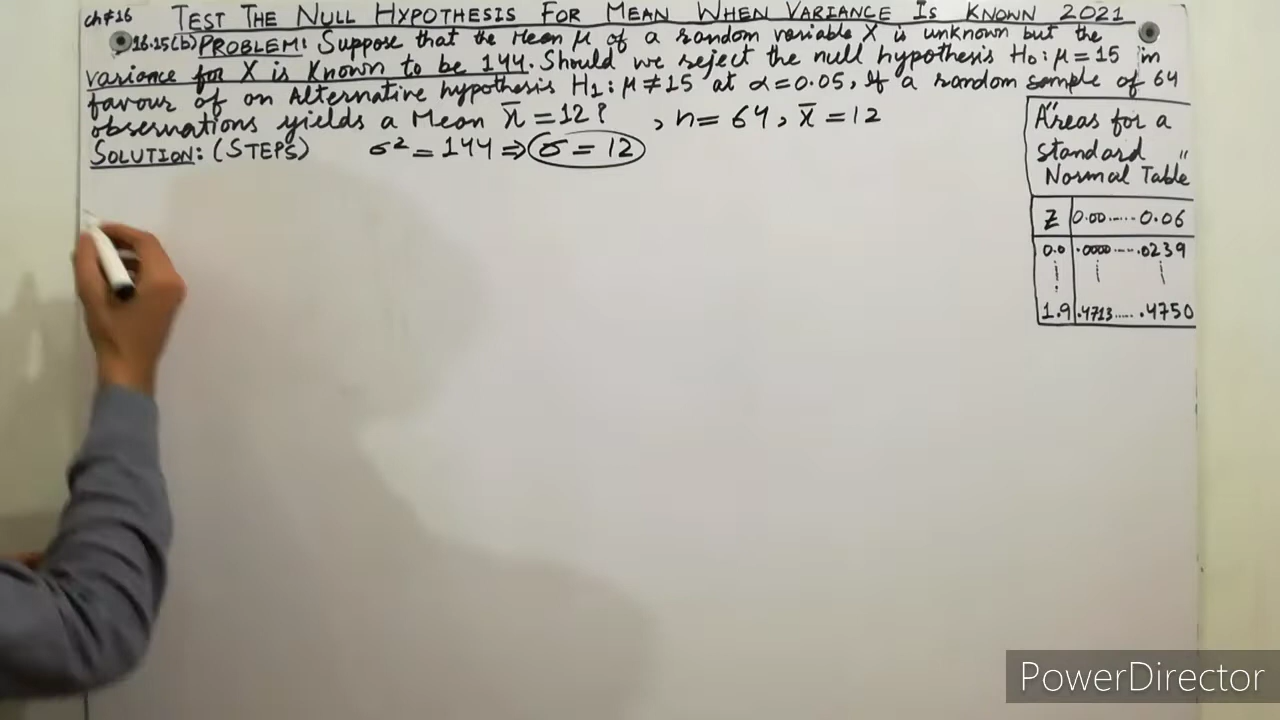 ch#16 TEST THE NULL HYPOTHESIS FOR MEAN WHEN VARIANCE IS KNOWN 2021
16.15(b) PROBLEM: Suppose that the Mean μ of a random variable X is unknown but the
variance for X is Known to be 144. Should we reject the null hypothesis H₀: μ = 15 in
favour of an Alternative hypothesis H₁: μ ≠ 15 at α = 0.05, If a random sample of 64
observations yields a Mean x̄ = 12? , n = 64, x̄ = 12
SOLUTION: (STEPS) σ² = 144 ⇒ σ = 12
"Areas for a
standard
Normal Table"
Z 0.00...... 0.06
0.0 .0000 ..... .0239
1.9 .4713..... .4750
PowerDirector